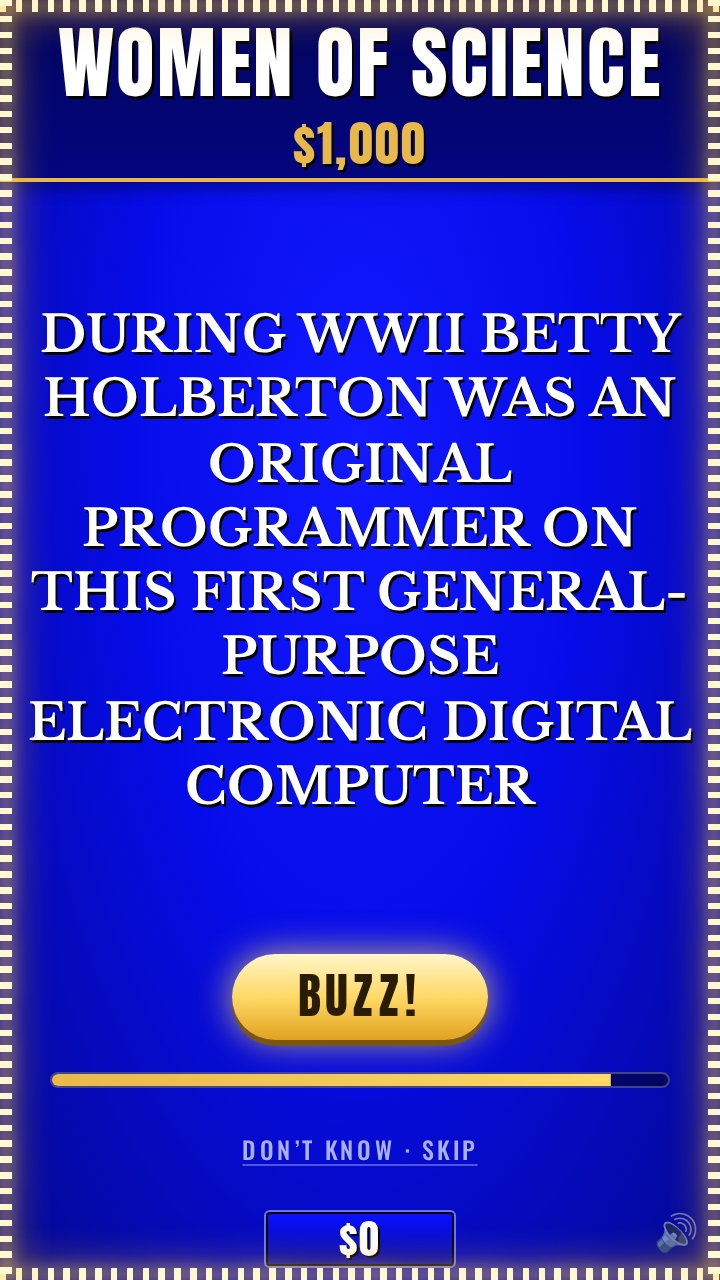 WOMEN OF SCIENCE
$1,000
DURING WWII BETTY
HOLBERTON WAS AN
ORIGINAL
PROGRAMMER ON
THIS FIRST GENERAL-
PURPOSE
ELECTRONIC DIGITAL
COMPUTER
BUZZ!
DON’T KNOW · SKIP
$0